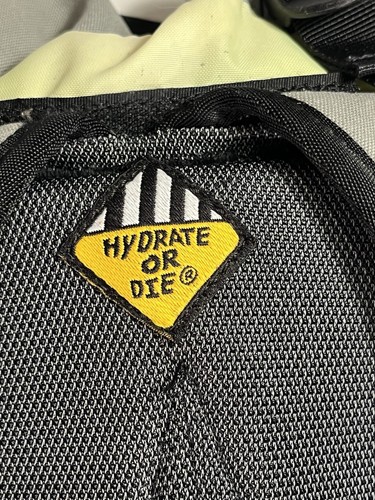 HYDRATE
OR
DIE®